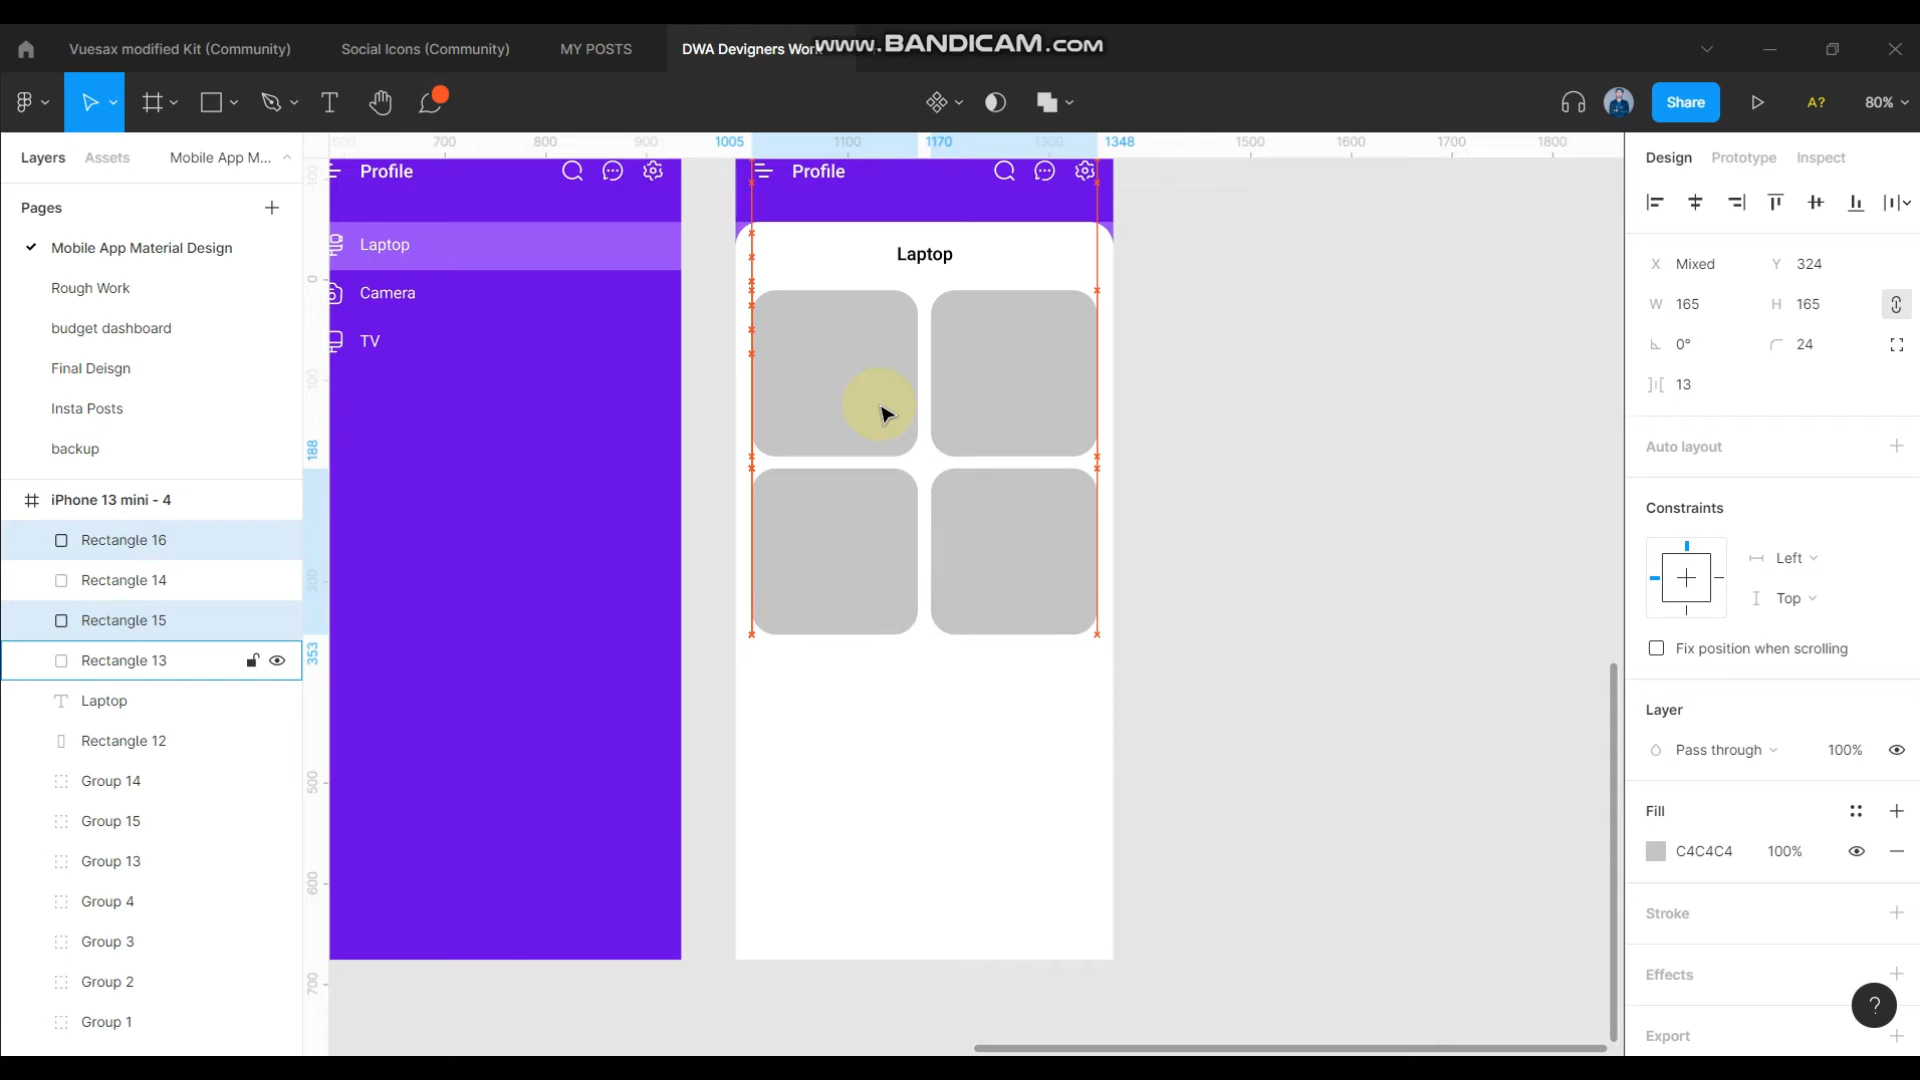 Vuesax modified Kit (Community)
Social Icons (Community)
MY POSTS
DWA Devigners Wor
www.BANDICAM.com
Share
A?
80%
Layers
Assets
Mobile App M...
Pages
Mobile App Material Design
Rough Work
budget dashboard
Final Deisgn
Insta Posts
backup
iPhone 13 mini - 4
Rectangle 16
Rectangle 14
Rectangle 15
Rectangle 13
Laptop
Rectangle 12
Group 14
Group 15
Group 13
Group 4
Group 3
Group 2
Group 1
700
800
900
1005
1100
1170
1300
1348
1500
1600
1700
1800
-100
0
100
188
300
353
500
600
700
Profile
Laptop
Camera
TV
Profile
Laptop
Design
Prototype
Inspect
X Mixed
Y 324
W 165
H 165
0°
24
13
Auto layout
Constraints
Left
Top
Fix position when scrolling
Layer
Pass through
100%
Fill
C4C4C4
100%
Stroke
Effects
Export
?